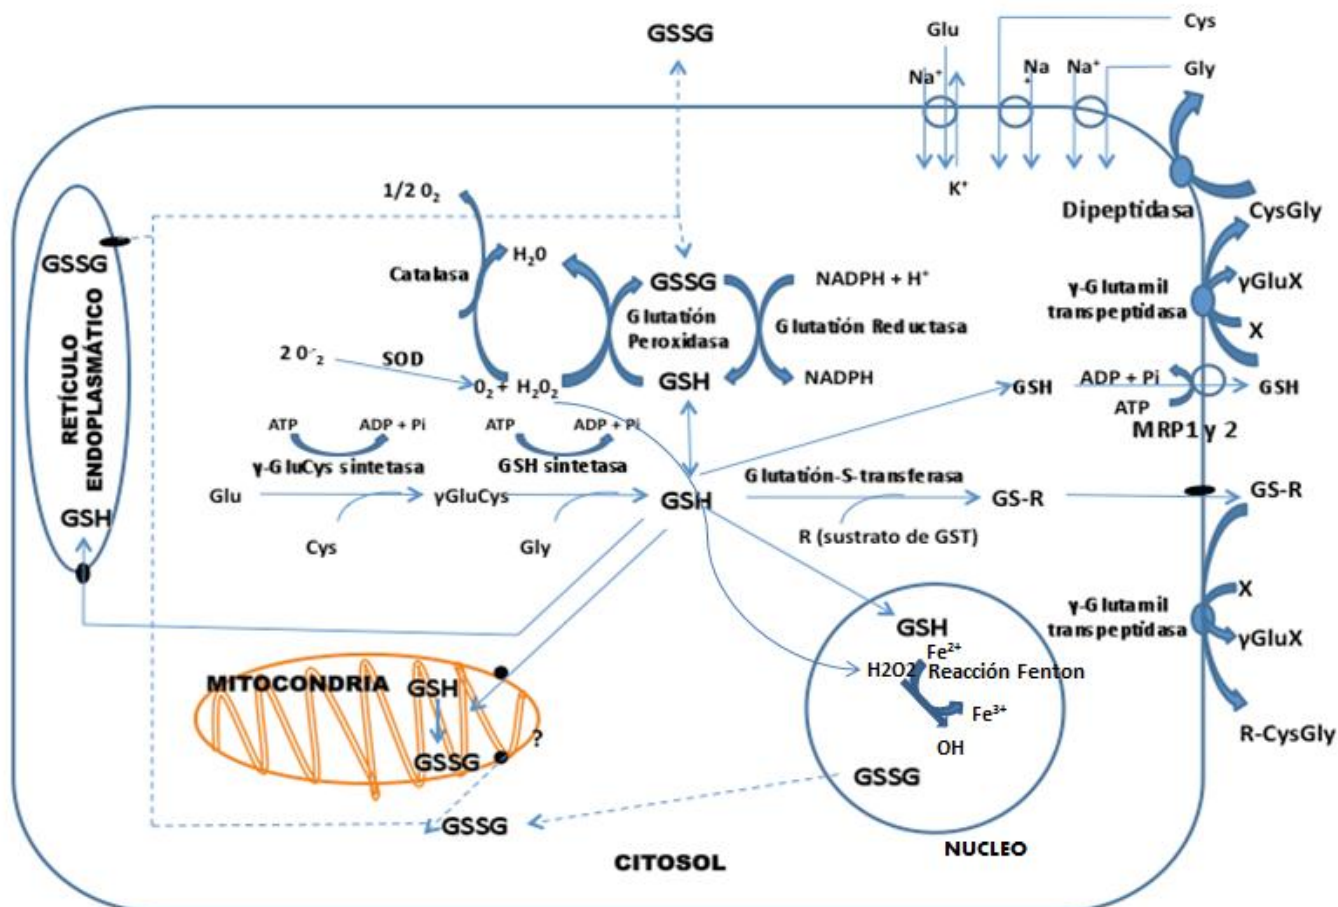 GSSG
Glu
Cys
Na⁺
Na⁺
Na⁺
Gly
K⁺
1/2 O₂
Dipeptidasa
CysGly
GSSG
H₂0
Catalasa
GSSG
NADPH + H⁺
γ-Glutamil
transpeptidasa
γGluX
X
Glutatión
Peroxidasa
Glutatión Reductasa
2 O˙⁻₂
SOD
O₂ + H₂O₂
GSH
NADPH
GSH
ADP + Pi
ATP
GSH
MRP1 y 2
RETÍCULO
ENDOPLASMÁTICO
ATP
ADP + Pi
ATP
ADP + Pi
γ-GluCys sintetasa
GSH sintetasa
Glutatión-S-transferasa
Glu
γGluCys
GSH
GS-R
GS-R
GSH
Cys
Gly
R (sustrato de GST)
X
γ-Glutamil
transpeptidasa
γGluX
GSH
Fe²⁺
H2O2
Reacción Fenton
Fe³⁺
OH
MITOCONDRIA
GSH
?
GSSG
R-CysGly
GSSG
GSSG
NUCLEO
CITOSOL